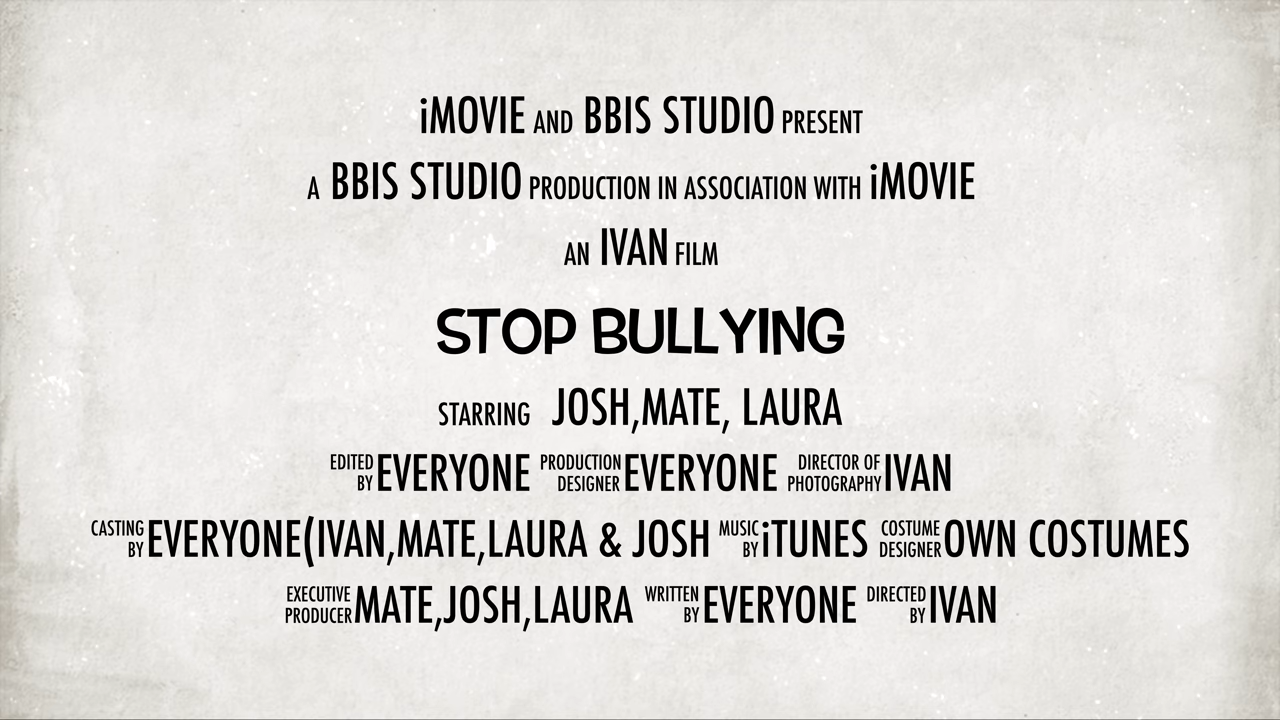 iMOVIE AND BBIS STUDIO PRESENT
A BBIS STUDIO PRODUCTION IN ASSOCIATION WITH iMOVIE
AN IVAN FILM
STOP BULLYING
STARRING JOSH,MATE, LAURA
EDITED BY EVERYONE PRODUCTION DESIGNER EVERYONE DIRECTOR OF PHOTOGRAPHY IVAN
CASTING BY EVERYONE(IVAN,MATE,LAURA & JOSH MUSIC BY iTUNES COSTUME DESIGNER OWN COSTUMES
EXECUTIVE PRODUCER MATE,JOSH,LAURA WRITTEN BY EVERYONE DIRECTED BY IVAN